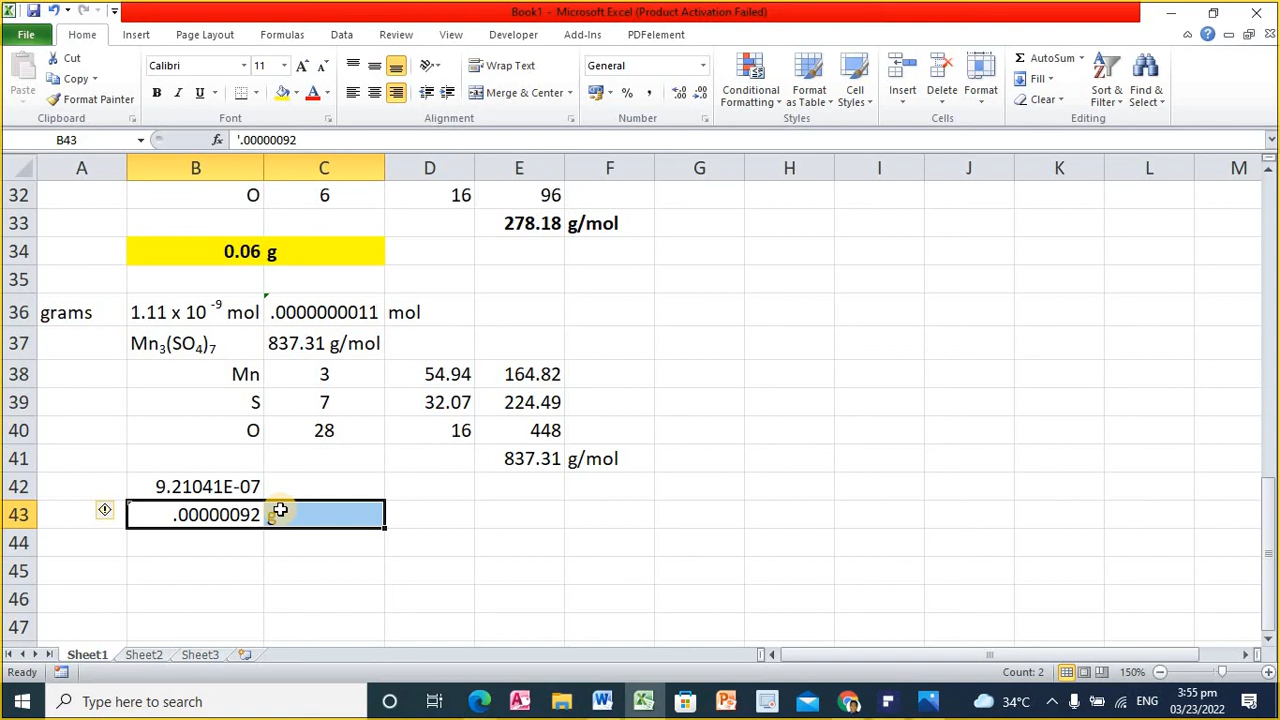 Book1 - Microsoft Excel (Product Activation Failed)
File Home Insert Page Layout Formulas Data Review View Developer Add-Ins PDFelement
Cut
Copy
Format Painter
Paste
Clipboard
Calibri 11
B I U
Font
Wrap Text
Merge & Center
Alignment
General
% ,
Number
Conditional Formatting
Format as Table
Cell Styles
Styles
Insert Delete Format
Cells
Σ AutoSum
Fill
Clear
Sort & Filter
Find & Select
Editing
B43 fx '.00000092
A B C D E F G H I J K L M
32 O 6 16 96
33 278.18 g/mol
34 0.06 g
35
36 grams 1.11 x 10 ⁻⁹ mol .0000000011 mol
37 Mn₃(SO₄)₇ 837.31 g/mol
38 Mn 3 54.94 164.82
39 S 7 32.07 224.49
40 O 28 16 448
41 837.31 g/mol
42 9.21041E-07
43 .00000092 g
44
45
46
47
Sheet1 Sheet2 Sheet3
Ready Count: 2 150%
Type here to search 34°C ENG 3:55 pm
03/23/2022